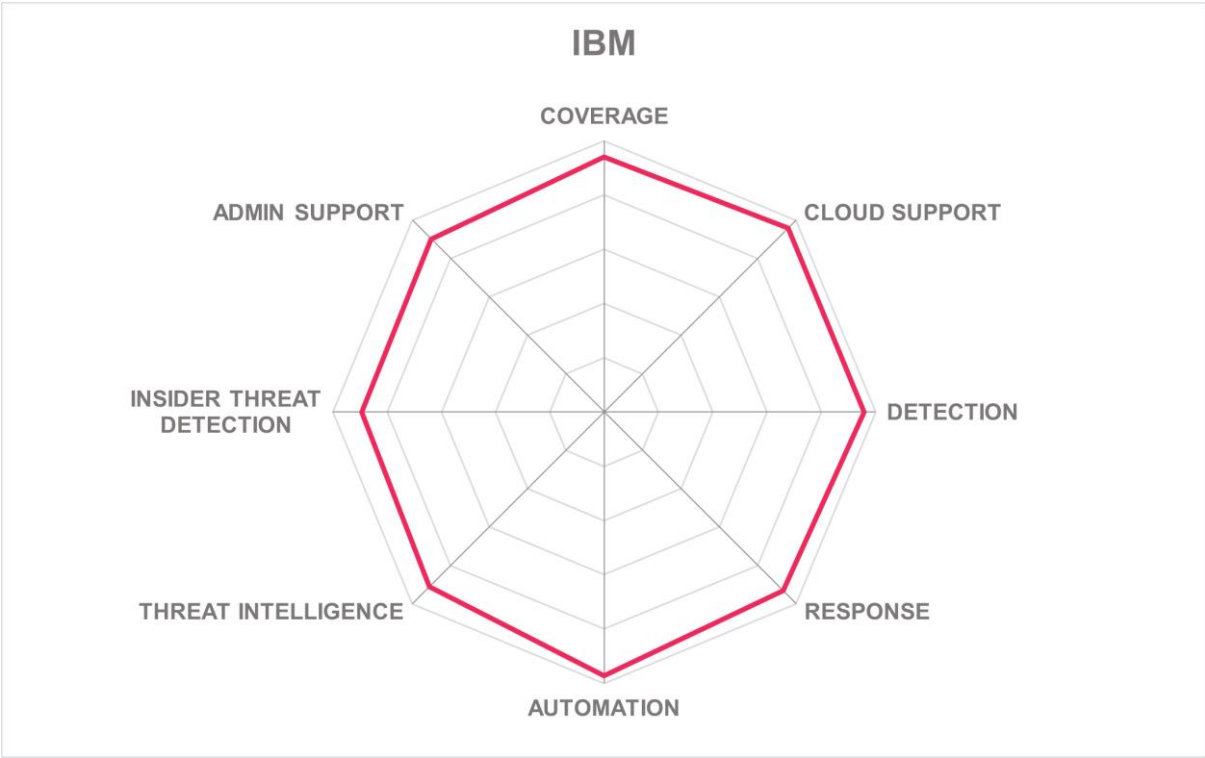 IBM
COVERAGE
ADMIN SUPPORT
CLOUD SUPPORT
INSIDER THREAT
DETECTION
DETECTION
THREAT INTELLIGENCE
RESPONSE
AUTOMATION